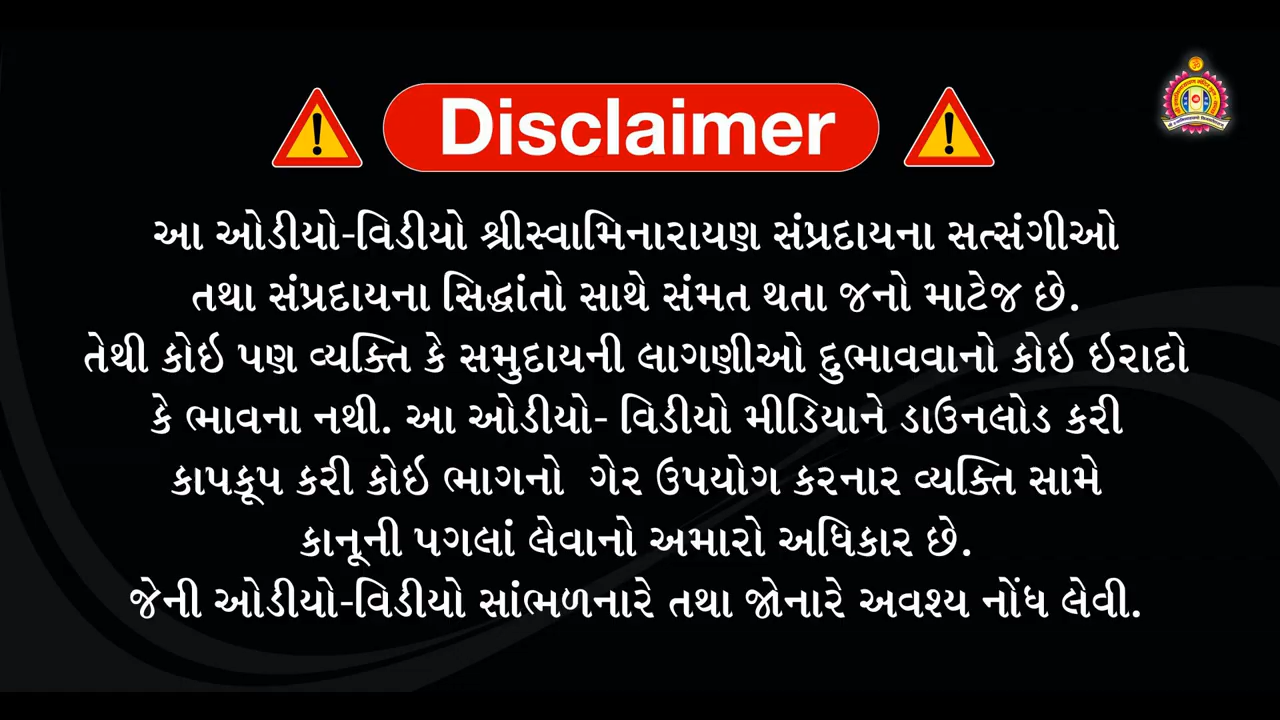 Disclaimer
આ ઓડીયો-વિડીયો શ્રીસ્વામિનારાયણ સંપ્રદાયના સત્સંગીઓ
તથા સંપ્રદાયના સિદ્ધાંતો સાથે સંમત થતા જનો માટેજ છે.
તેથી કોઇ પણ વ્યક્તિ કે સમુદાયની લાગણીઓ દુભાવવાનો કોઇ ઇરાદો
કે ભાવના નથી. આ ઓડીયો- વિડીયો મીડિયાને ડાઉનલોડ કરી
કાપકૂપ કરી કોઇ ભાગનો  ગેર ઉપયોગ કરનાર વ્યક્તિ સામે
કાનૂની પગલાં લેવાનો અમારો અધિકાર છે.
જેની ઓડીયો-વિડીયો સાંભળનારે તથા જોનારે અવશ્ય નોંધ લેવી.